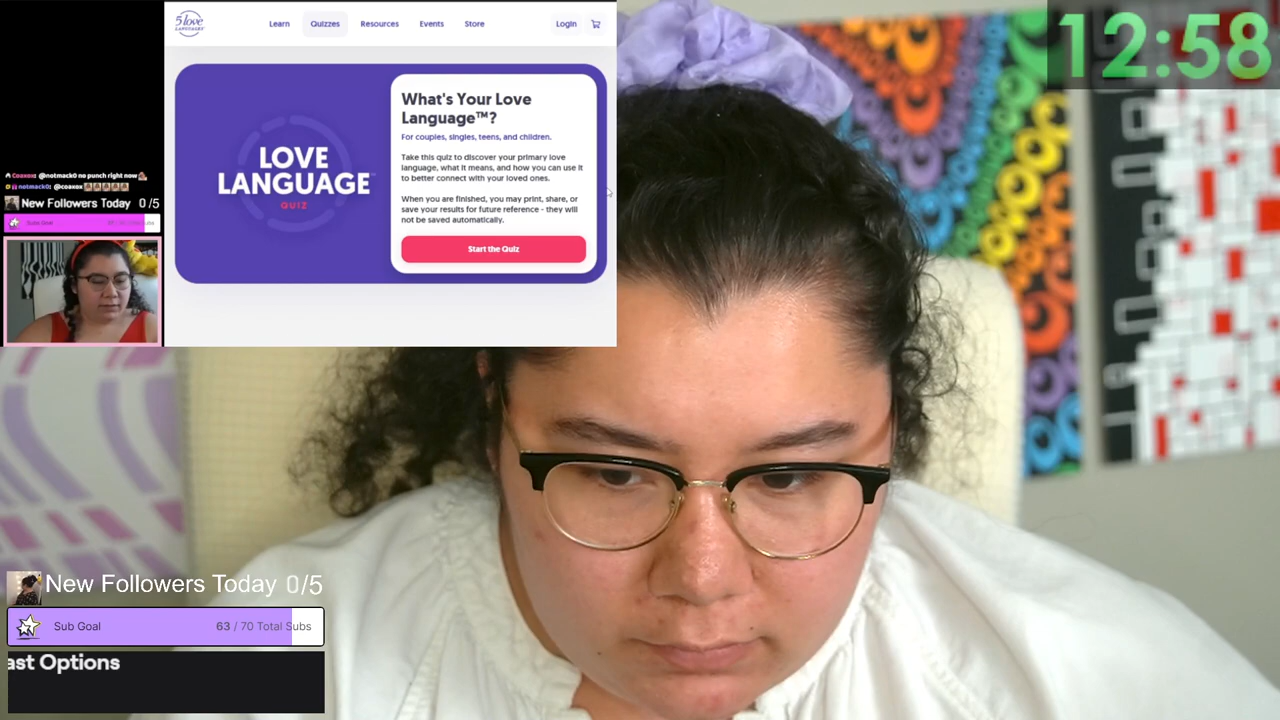 5 love
LANGUAGES
Learn
Quizzes
Resources
Events
Store
Login
12:58
What's Your Love
Language™?
For couples, singles, teens, and children.
Take this quiz to discover your primary love
language, what it means, and how you can use it
to better connect with your loved ones.
When you are finished, you may print, share, or
save your results for future reference - they will
not be saved automatically.
Start the Quiz
LOVE
LANGUAGE
QUIZ
@notmack0 no punch right now
notmack0: @coaxox
New Followers Today 0/5
Sub Goal
New Followers Today 0/5
Sub Goal
63 / 70 Total Subs
ast Options